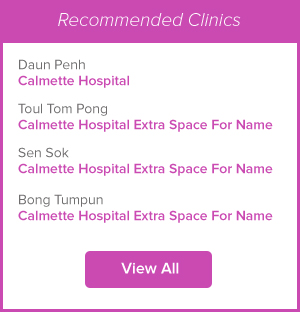 Recommended Clinics
Daun Penh
Calmette Hospital
Toul Tom Pong
Calmette Hospital Extra Space For Name
Sen Sok
Calmette Hospital Extra Space For Name
Bong Tumpun
Calmette Hospital Extra Space For Name
View All